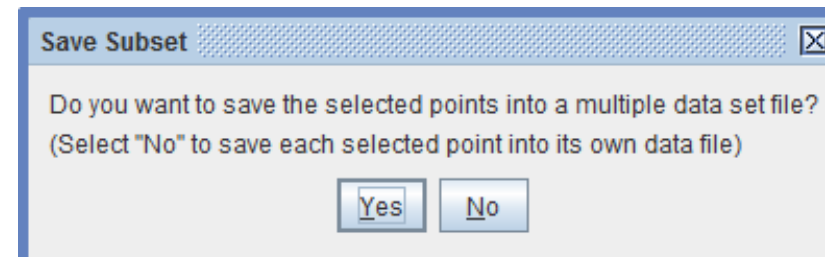 Save Subset
Do you want to save the selected points into a multiple data set file?
(Select "No" to save each selected point into its own data file)
Yes No